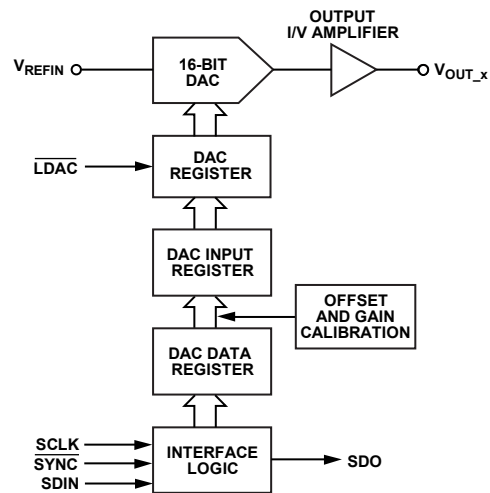 OUTPUT
I/V AMPLIFIER
VREFIN
16-BIT
DAC
VOUT_x
LDAC
DAC
REGISTER
DAC INPUT
REGISTER
OFFSET
AND GAIN
CALIBRATION
DAC DATA
REGISTER
SCLK
SYNC
SDIN
INTERFACE
LOGIC
SDO